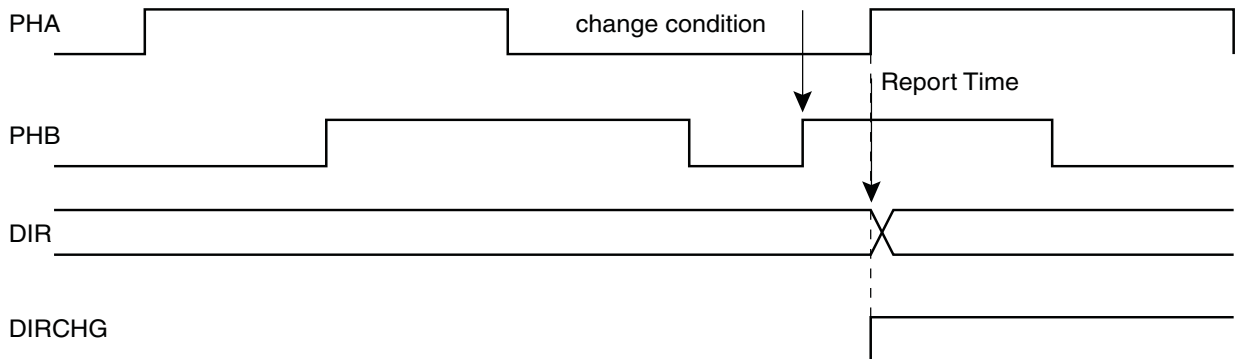 PHA
change condition
Report Time
PHB
DIR
DIRCHG